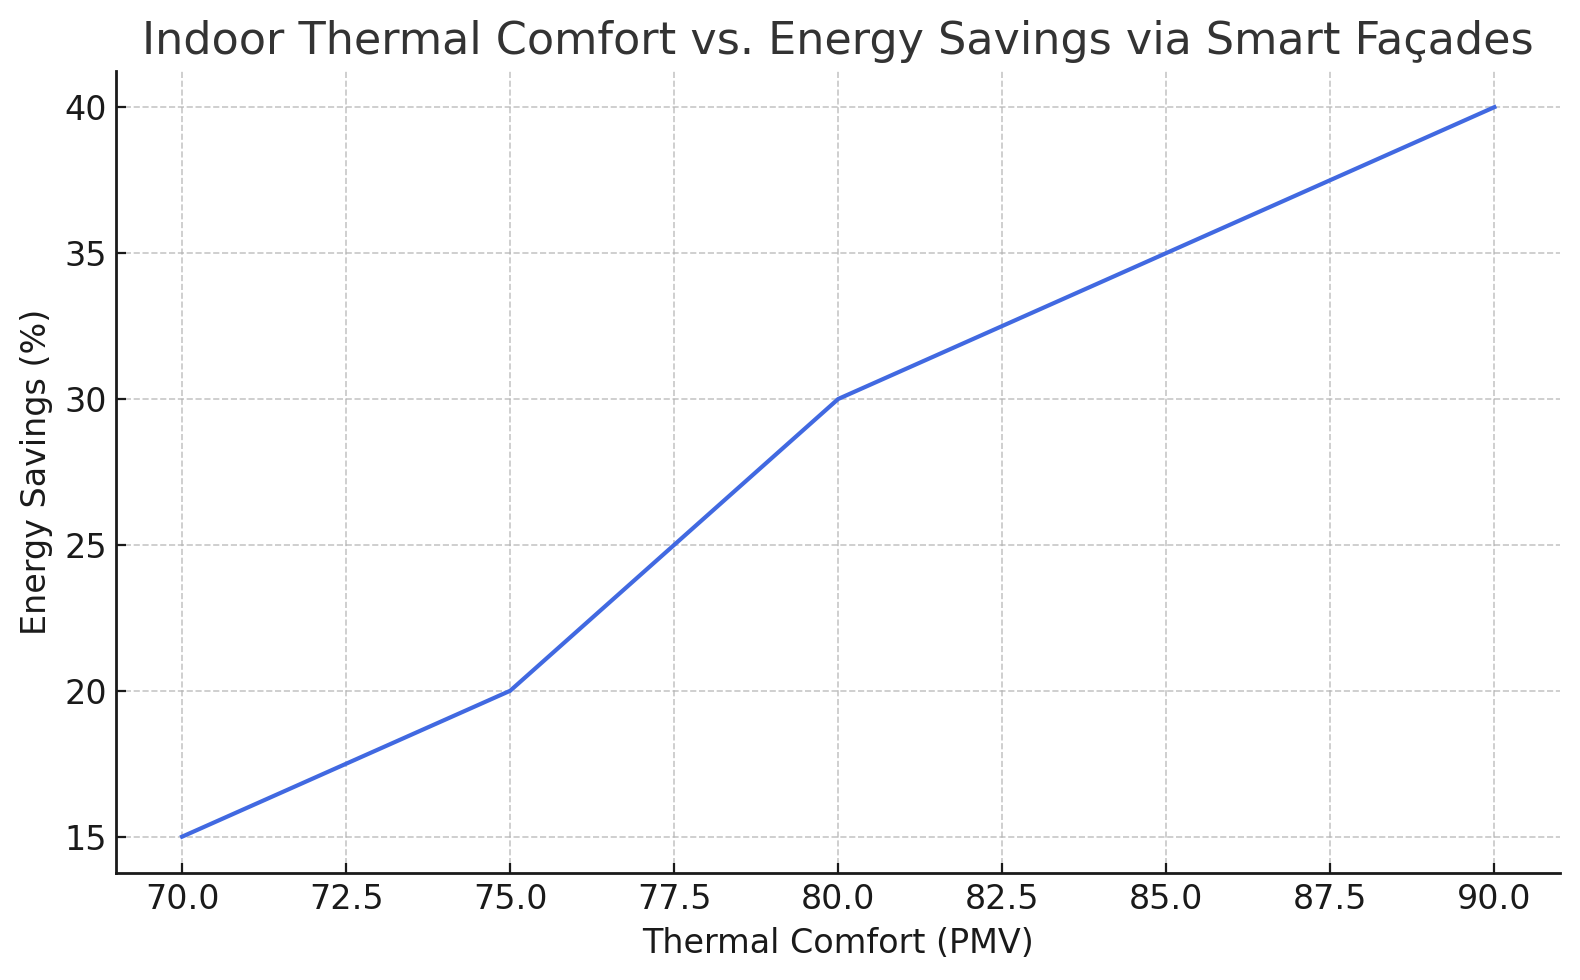 Indoor Thermal Comfort vs. Energy Savings via Smart Façades
Energy Savings (%)
40
35
30
25
20
15
70.0 72.5 75.0 77.5 80.0 82.5 85.0 87.5 90.0
Thermal Comfort (PMV)